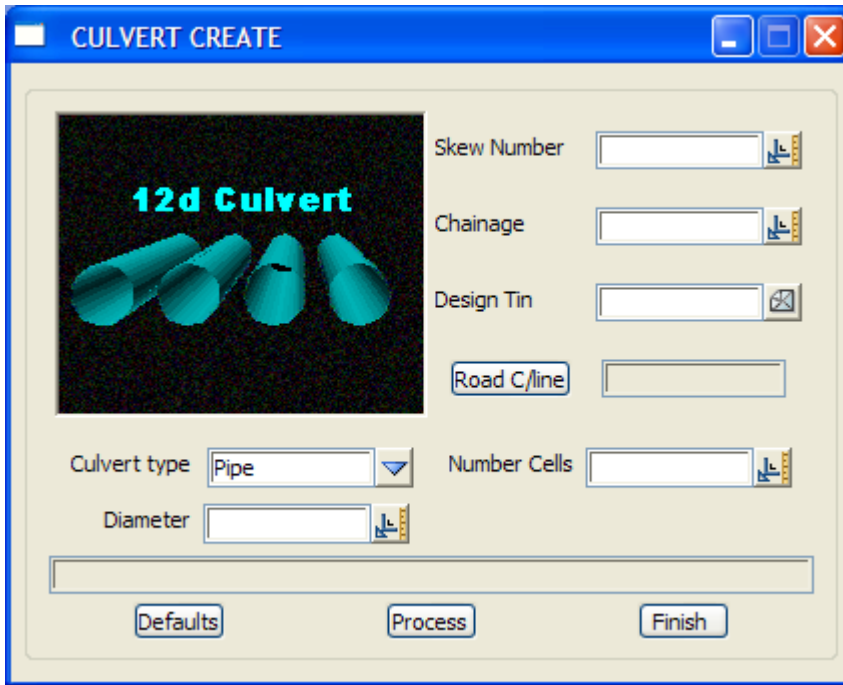 CULVERT CREATE
12d Culvert
Skew Number
Chainage
Design Tin
Road C/line
Culvert type Pipe Number Cells
Diameter
Defaults Process Finish